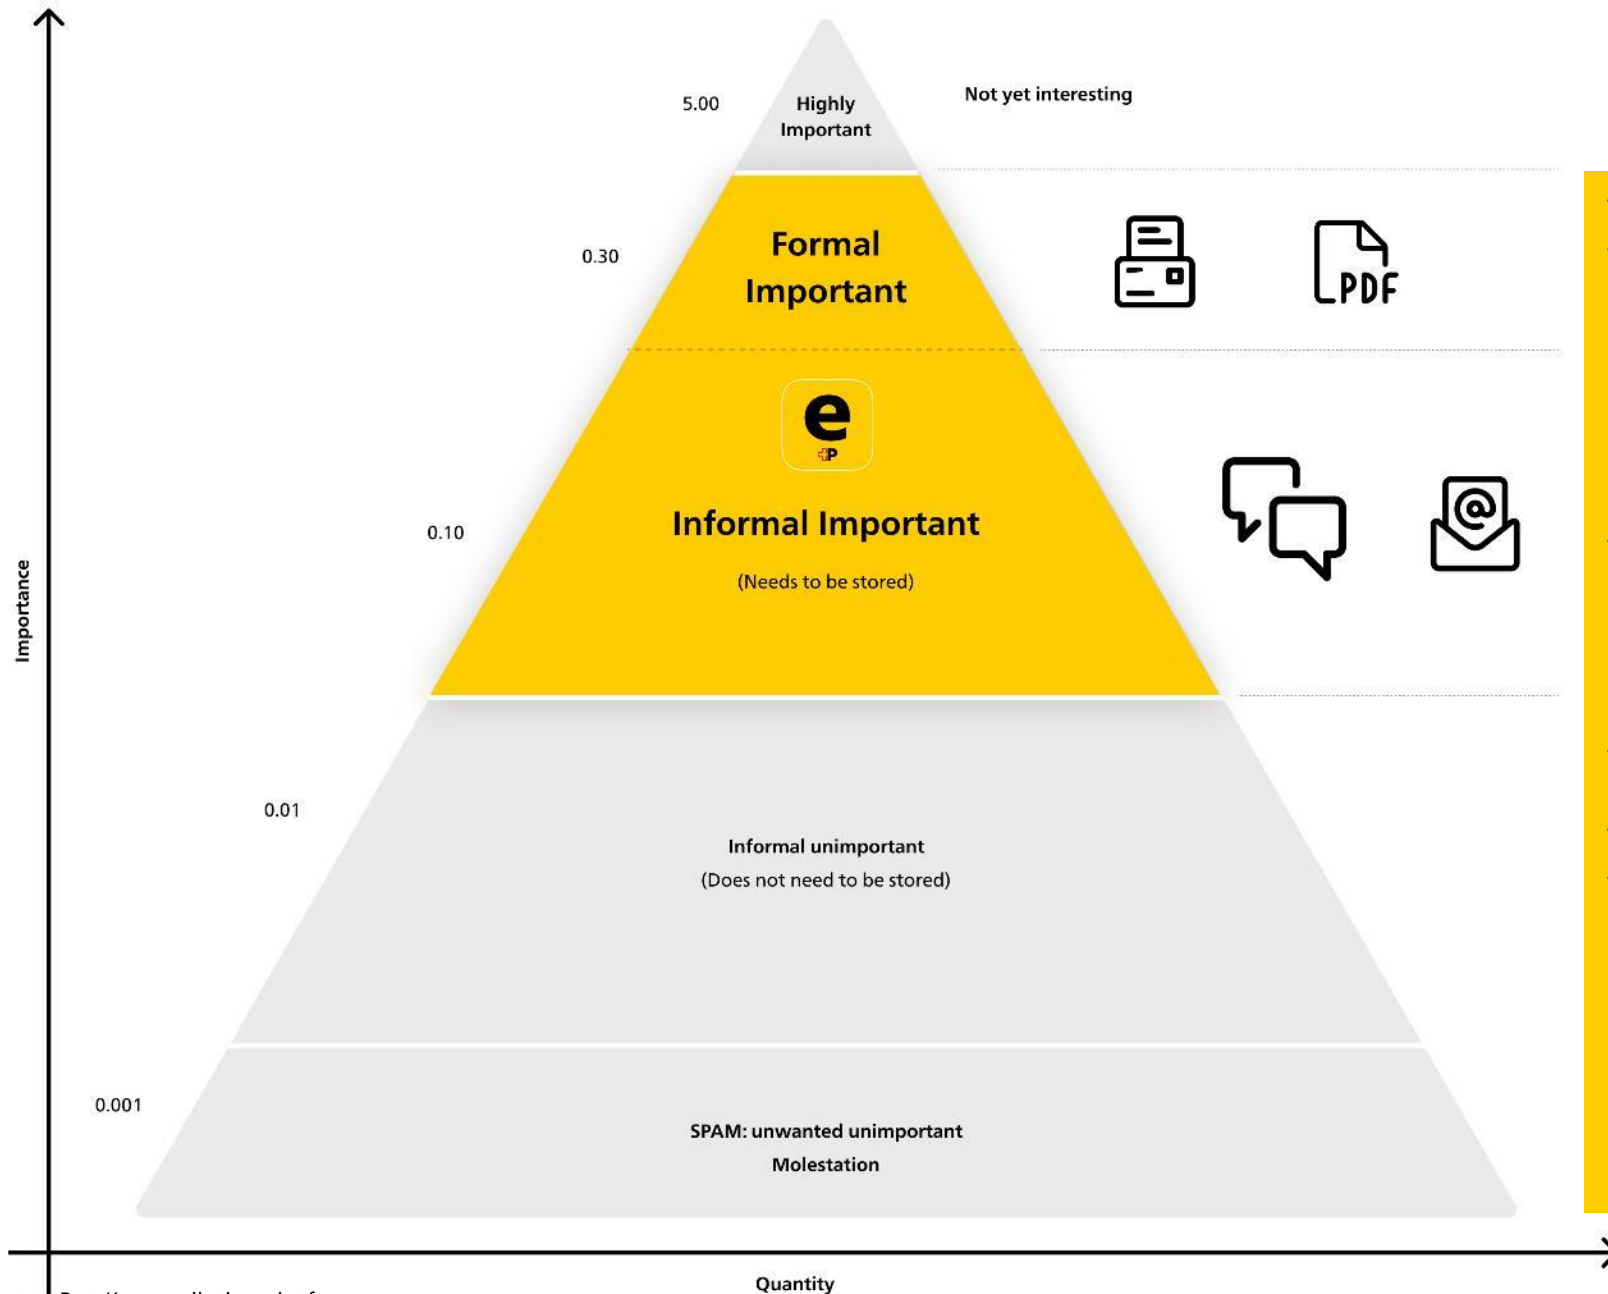 5.00
Highly
Important
Not yet interesting
0.30
Formal
Important
PDF
e
P
0.10
Informal Important
(Needs to be stored)
@
Importance
0.01
Informal unimportant
(Does not need to be stored)
0.001
SPAM: unwanted unimportant
Molestation
Quantity